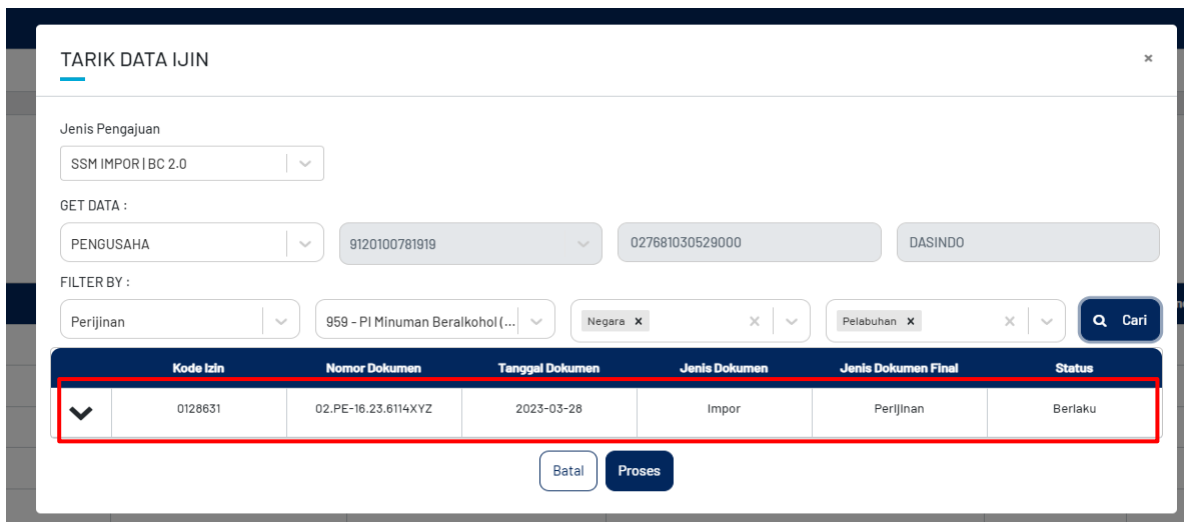 TARIK DATA IJIN
×
Jenis Pengajuan
SSM IMPOR | BC 2.0
GET DATA :
PENGUSAHA 9120100781919 027681030529000 DASINDO
FILTER BY :
Perijinan 959 - PI Minuman Beralkohol (... Negara × Pelabuhan × Cari
Kode Izin Nomor Dokumen Tanggal Dokumen Jenis Dokumen Jenis Dokumen Final Status
0128631 02.PE-16.23.6114XYZ 2023-03-28 Impor Perijinan Berlaku
Batal Proses